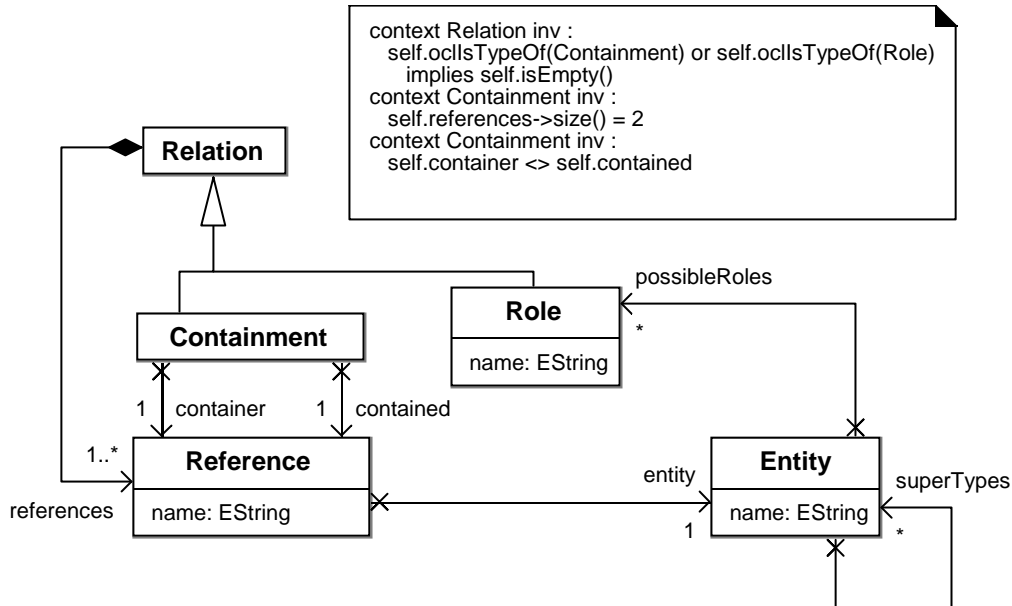 context Relation inv :
self.oclIsTypeOf(Containment) or self.oclIsTypeOf(Role)
implies self.isEmpty()
context Containment inv :
self.references->size() = 2
context Containment inv :
self.container <> self.contained
Relation
possibleRoles
*
Role
name: EString
Containment
1 container
1 contained
1..*
references
Reference
name: EString
entity
1
Entity
name: EString
superTypes
*